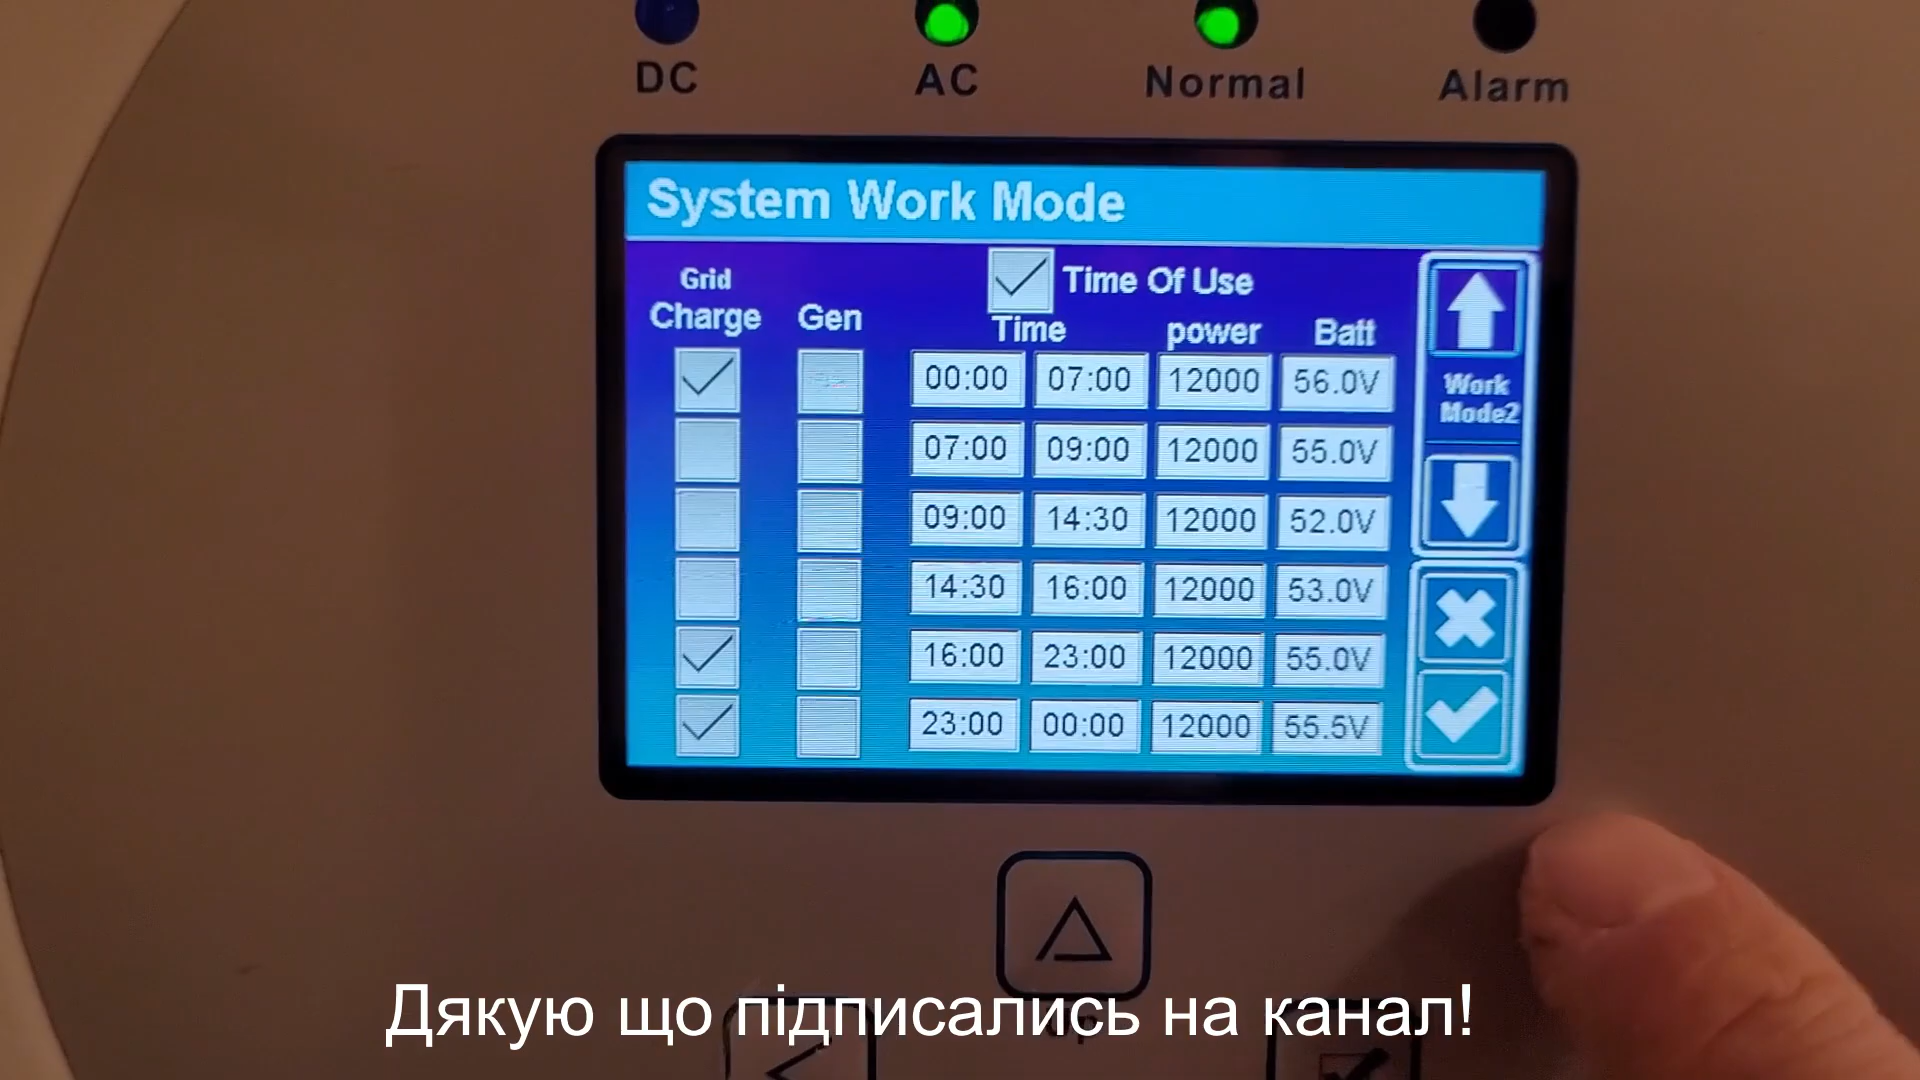 DC AC Normal Alarm
System Work Mode
Time Of Use
Grid
Charge Gen Time power Batt
00:00 07:00 12000 56.0V
07:00 09:00 12000 55.0V
09:00 14:30 12000 52.0V
14:30 16:00 12000 53.0V
16:00 23:00 12000 55.0V
23:00 00:00 12000 55.5V
Work
Mode2
Дякую що підписались на канал!